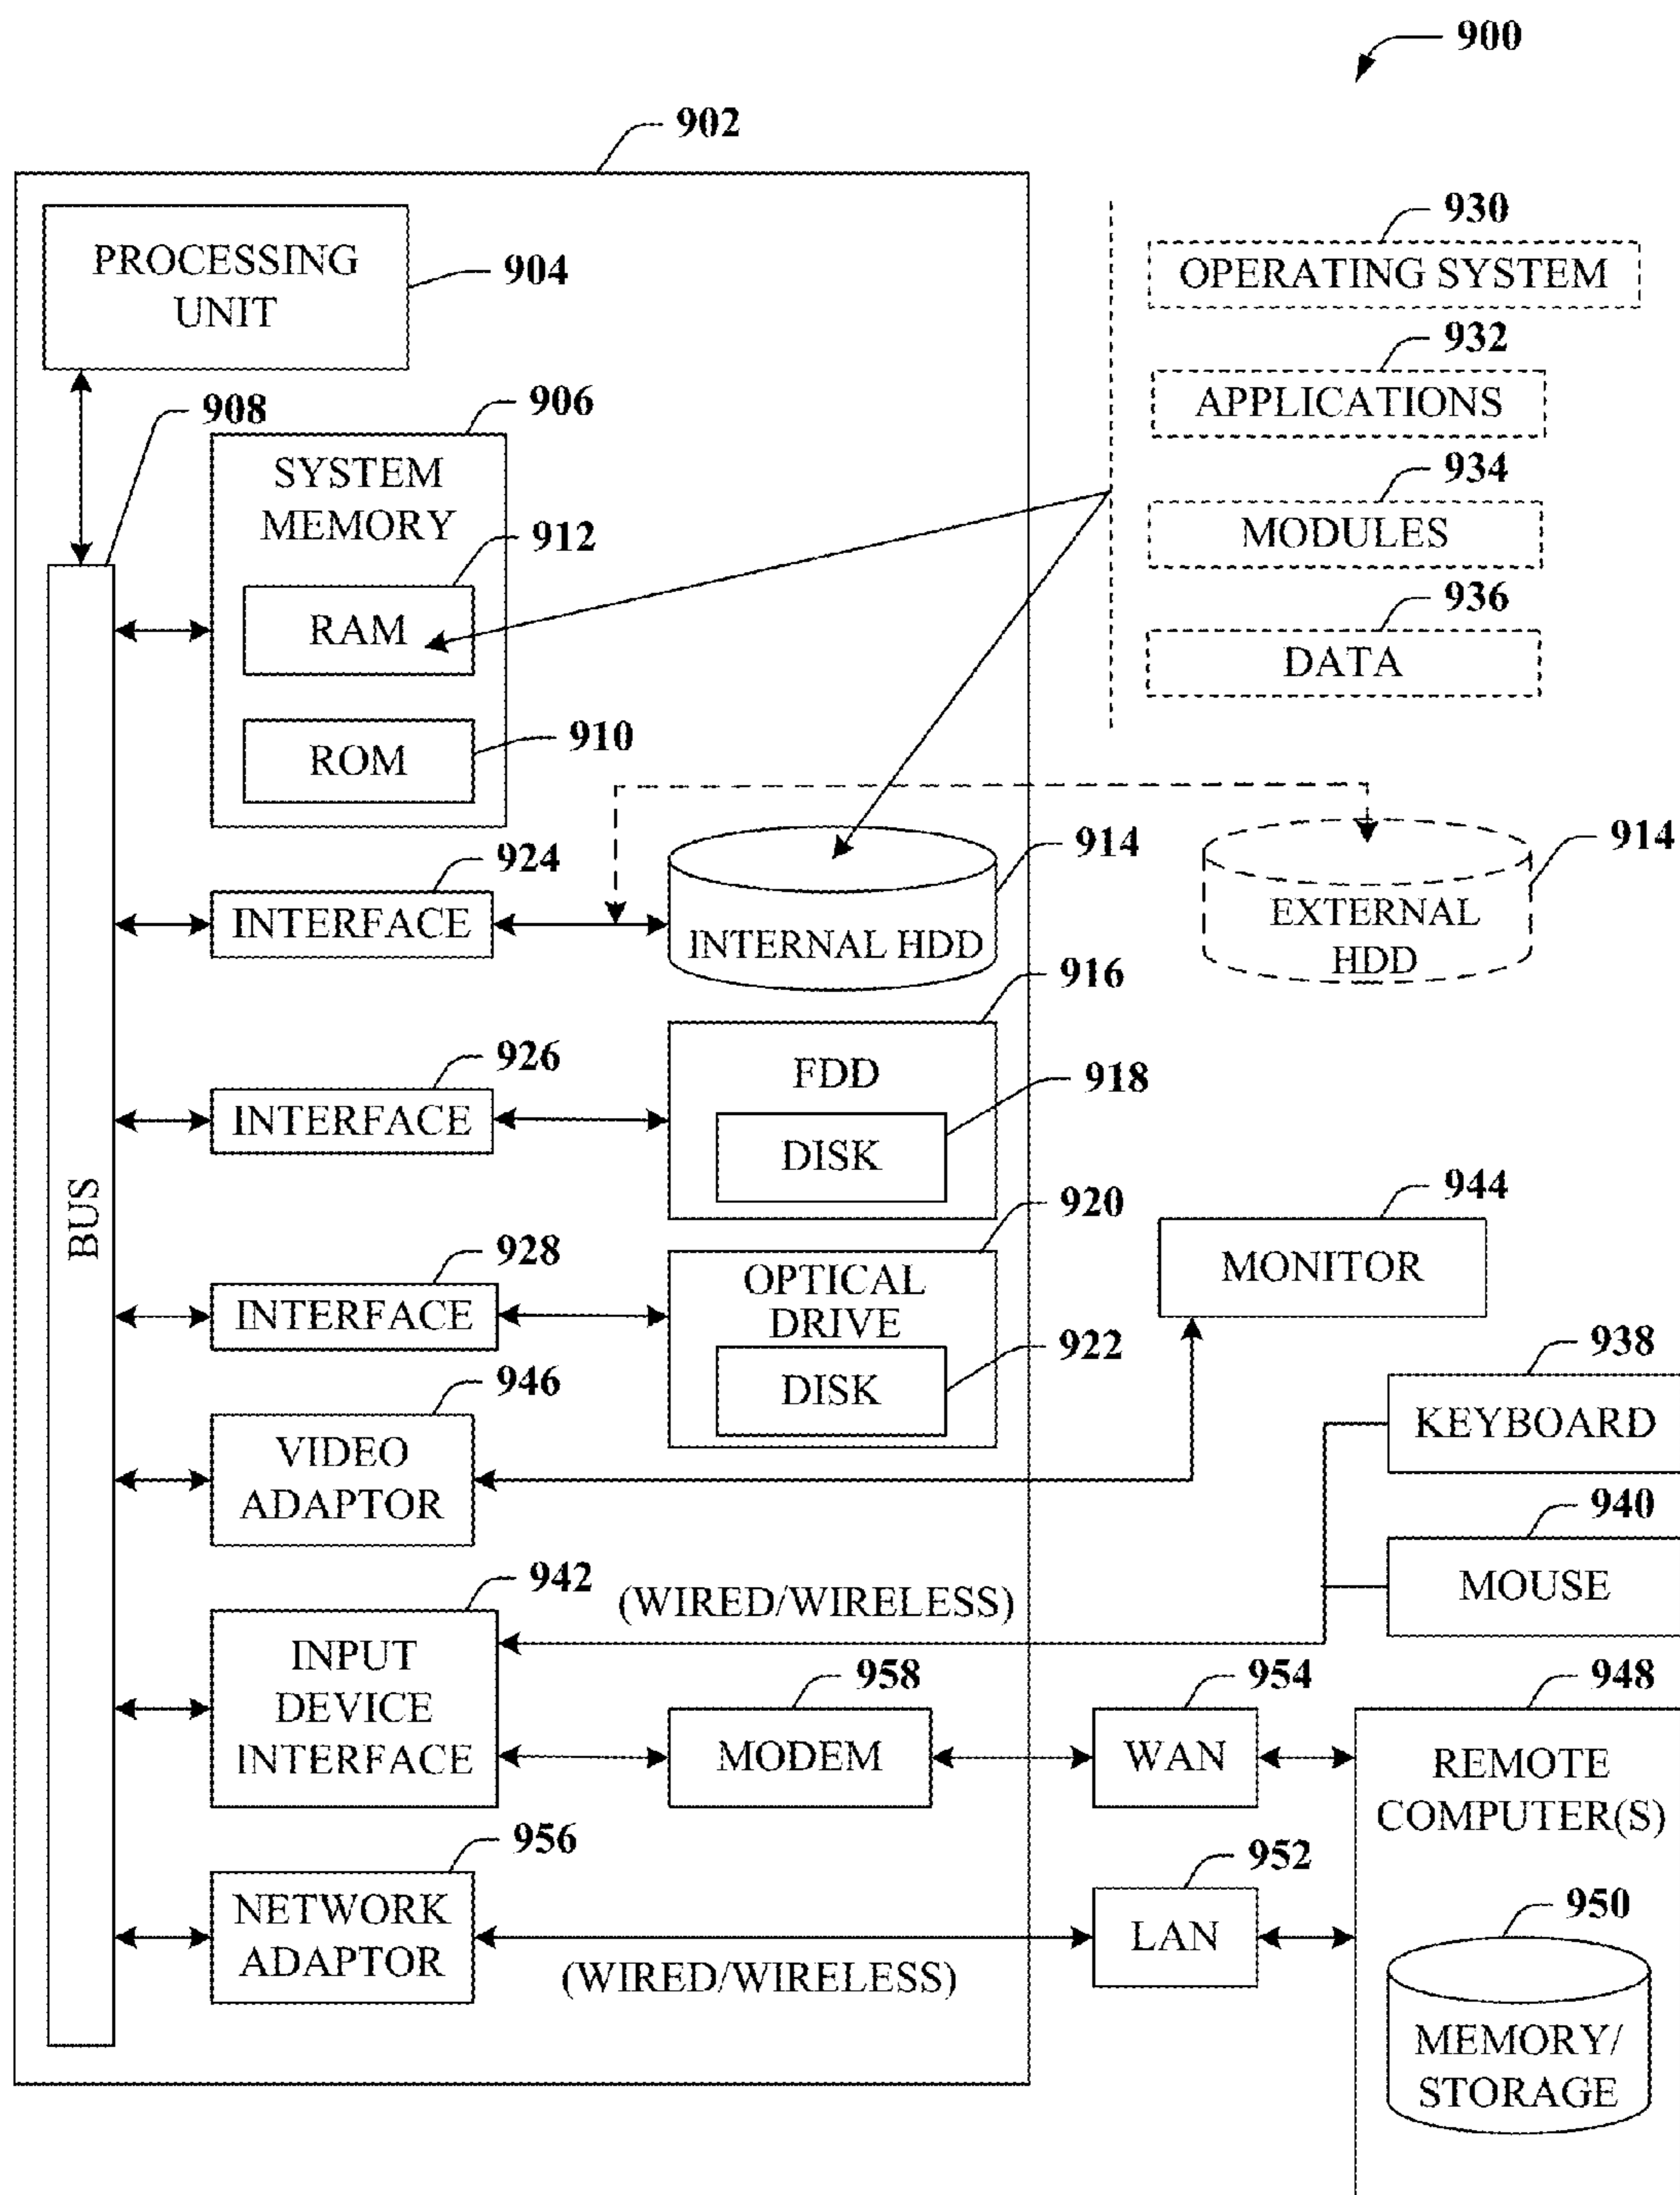 900
902
PROCESSING
UNIT
904
930
OPERATING SYSTEM
932
APPLICATIONS
934
MODULES
936
DATA
908
906
SYSTEM
MEMORY
912
RAM
910
ROM
BUS
924
INTERFACE
914
INTERNAL HDD
914
EXTERNAL
HDD
926
INTERFACE
916
FDD
918
DISK
928
INTERFACE
920
OPTICAL
DRIVE
922
DISK
944
MONITOR
946
VIDEO
ADAPTOR
938
KEYBOARD
940
MOUSE
942
INPUT
DEVICE
INTERFACE
(WIRED/WIRELESS)
958
MODEM
954
WAN
948
REMOTE
COMPUTER(S)
956
NETWORK
ADAPTOR
(WIRED/WIRELESS)
952
LAN
950
MEMORY/
STORAGE